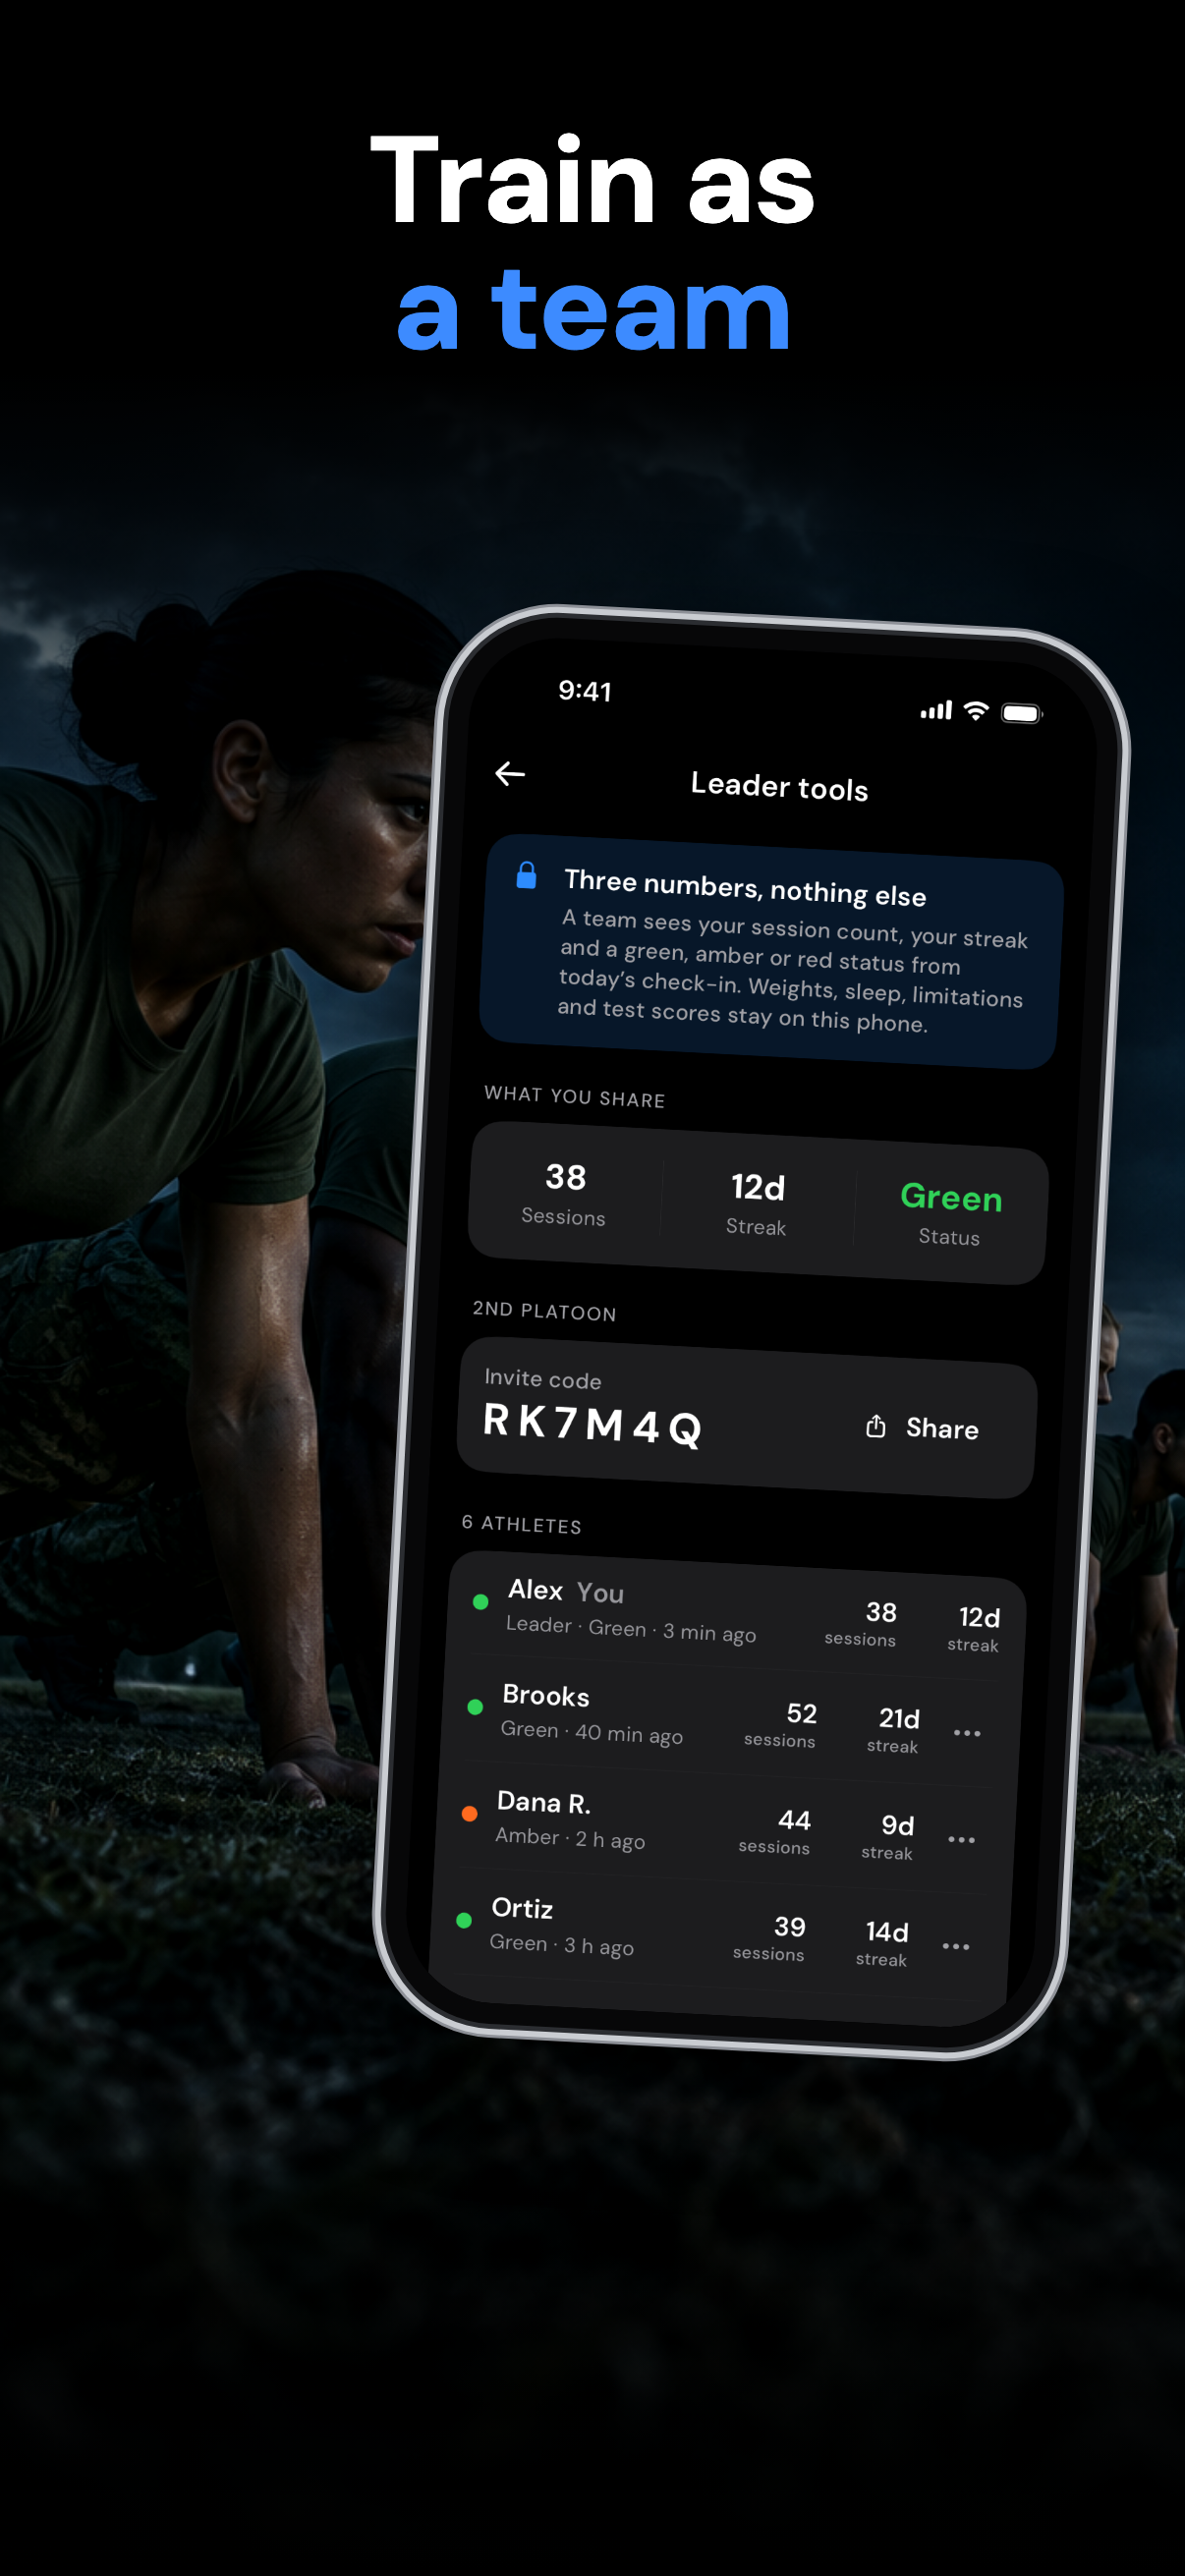 Train as
a team
9:41
Leader tools
Three numbers, nothing else
A team sees your session count, your streak
and a green, amber or red status from
today’s check-in. Weights, sleep, limitations
and test scores stay on this phone.
WHAT YOU SHARE
38 12d Green
Sessions Streak Status
2ND PLATOON
Invite code
RK7M4Q Share
6 ATHLETES
Alex You 38 12d
Leader · Green · 3 min ago sessions streak
Brooks 52 21d
Green · 40 min ago sessions streak
Dana R. 44 9d
Amber · 2 h ago sessions streak
Ortiz 39 14d
Green · 3 h ago sessions streak